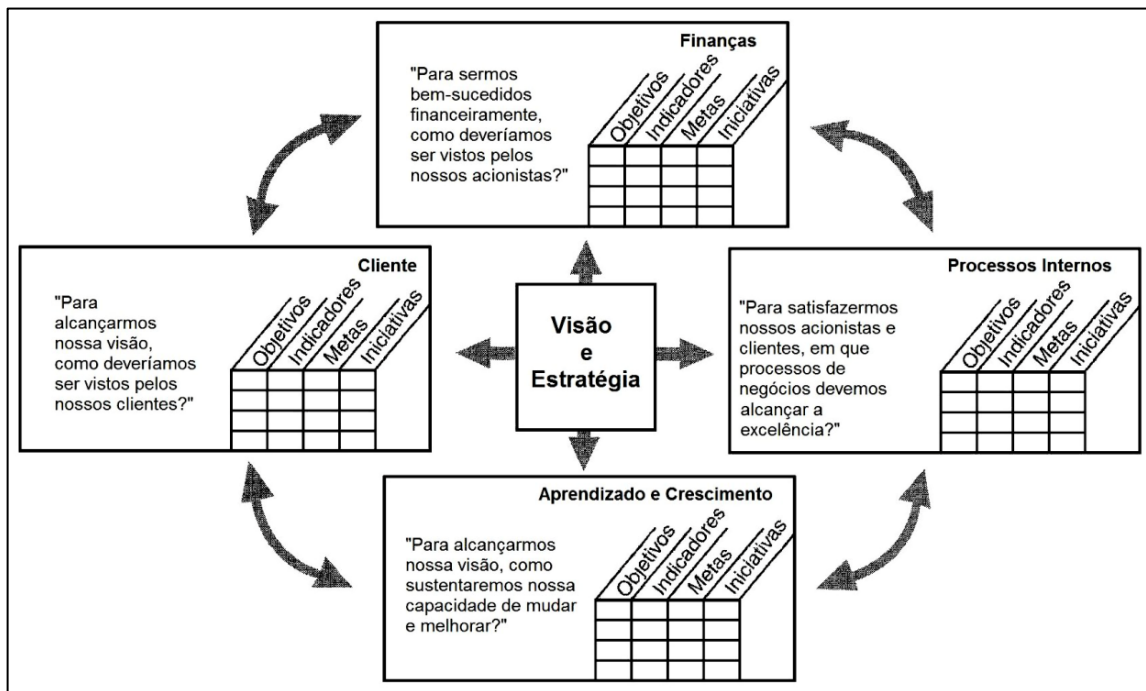 Finanças
"Para sermos
bem-sucedidos
financeiramente,
como deveríamos
ser vistos pelos
nossos acionistas?"
Objetivos
Indicadores
Metas
Iniciativas
Cliente
"Para
alcançarmos
nossa visão,
como deveríamos
ser vistos pelos
nossos clientes?"
Objetivos
Indicadores
Metas
Iniciativas
Visão
e
Estratégia
Processos Internos
"Para satisfazermos
nossos acionistas e
clientes, em que
processos de
negócios devemos
alcançar a
excelência?"
Objetivos
Indicadores
Metas
Iniciativas
Aprendizado e Crescimento
"Para alcançarmos
nossa visão, como
sustentaremos nossa
capacidade de mudar
e melhorar?"
Objetivos
Indicadores
Metas
Iniciativas